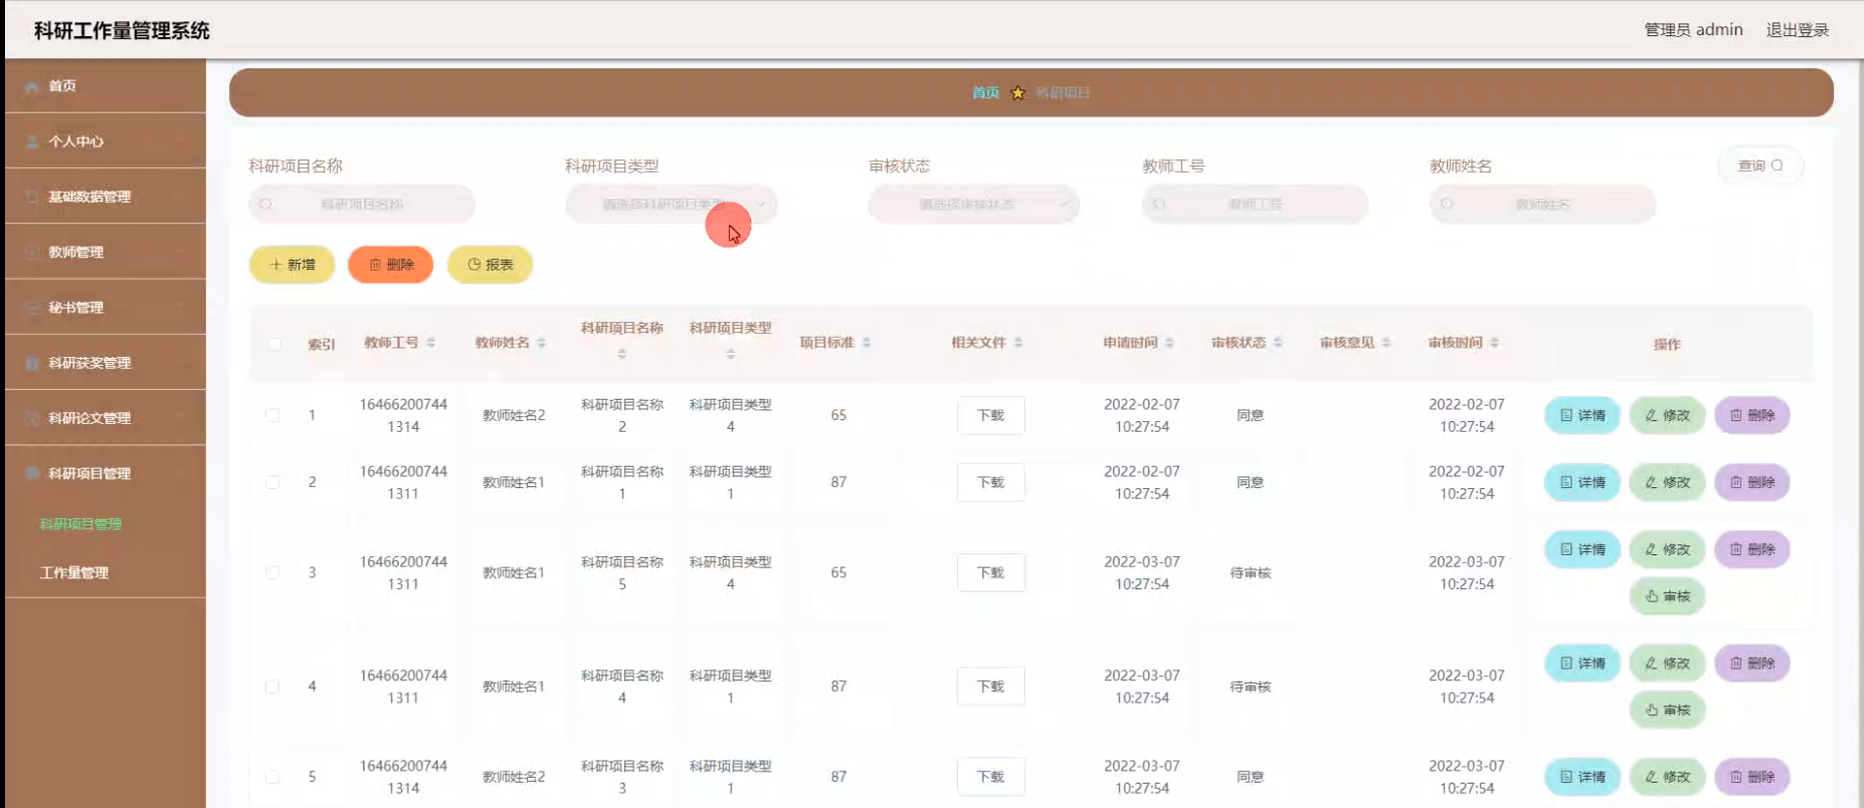 科研工作量管理系统
管理员 admin 退出登录
首页
个人中心
基础数据管理
教师管理
秘书管理
科研获奖管理
科研论文管理
科研项目管理
科研项目管理
工作量管理
首页 科研项目
科研项目名称 科研项目类型 审核状态 教师工号 教师姓名 查询
科研项目名称 请选择科研项目类型 请选择审核状态 教师工号 教师姓名
新增 删除 报表
索引 教师工号 教师姓名 科研项目名称 科研项目类型 项目标准 相关文件 申请时间 审核状态 审核意见 审核时间 操作
1 16466200744 教师姓名2 科研项目名称 科研项目类型 65 下载 2022-02-07 同意 2022-02-07 详情 修改 删除
1314 2 4 10:27:54 10:27:54
2 16466200744 教师姓名1 科研项目名称 科研项目类型 87 下载 2022-02-07 同意 2022-02-07 详情 修改 删除
1311 1 1 10:27:54 10:27:54
3 16466200744 教师姓名1 科研项目名称 科研项目类型 65 下载 2022-03-07 待审核 2022-03-07 详情 修改 删除
1311 5 4 10:27:54 10:27:54 审核
4 16466200744 教师姓名1 科研项目名称 科研项目类型 87 下载 2022-03-07 待审核 2022-03-07 详情 修改 删除
1311 4 1 10:27:54 10:27:54 审核
5 16466200744 教师姓名2 科研项目名称 科研项目类型 87 下载 2022-03-07 同意 2022-03-07 详情 修改 删除
1314 3 1 10:27:54 10:27:54